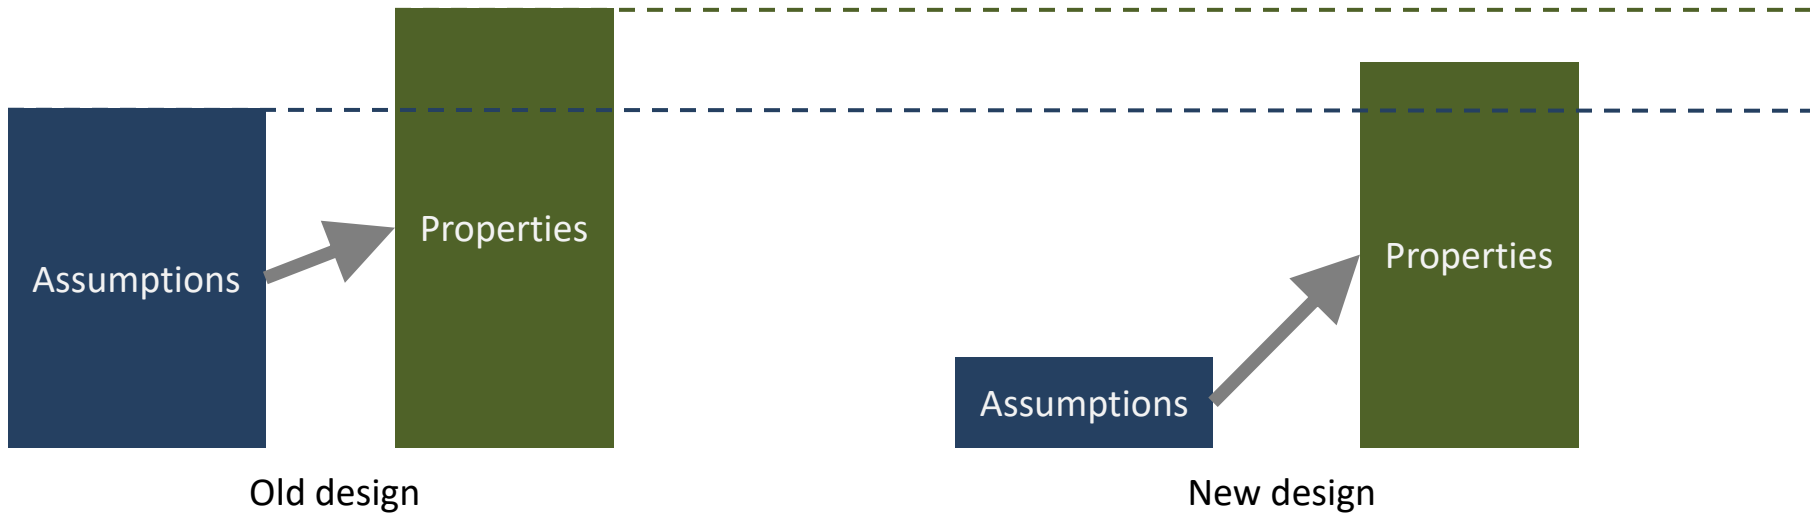 Assumptions
Properties
Old design
Assumptions
Properties
New design